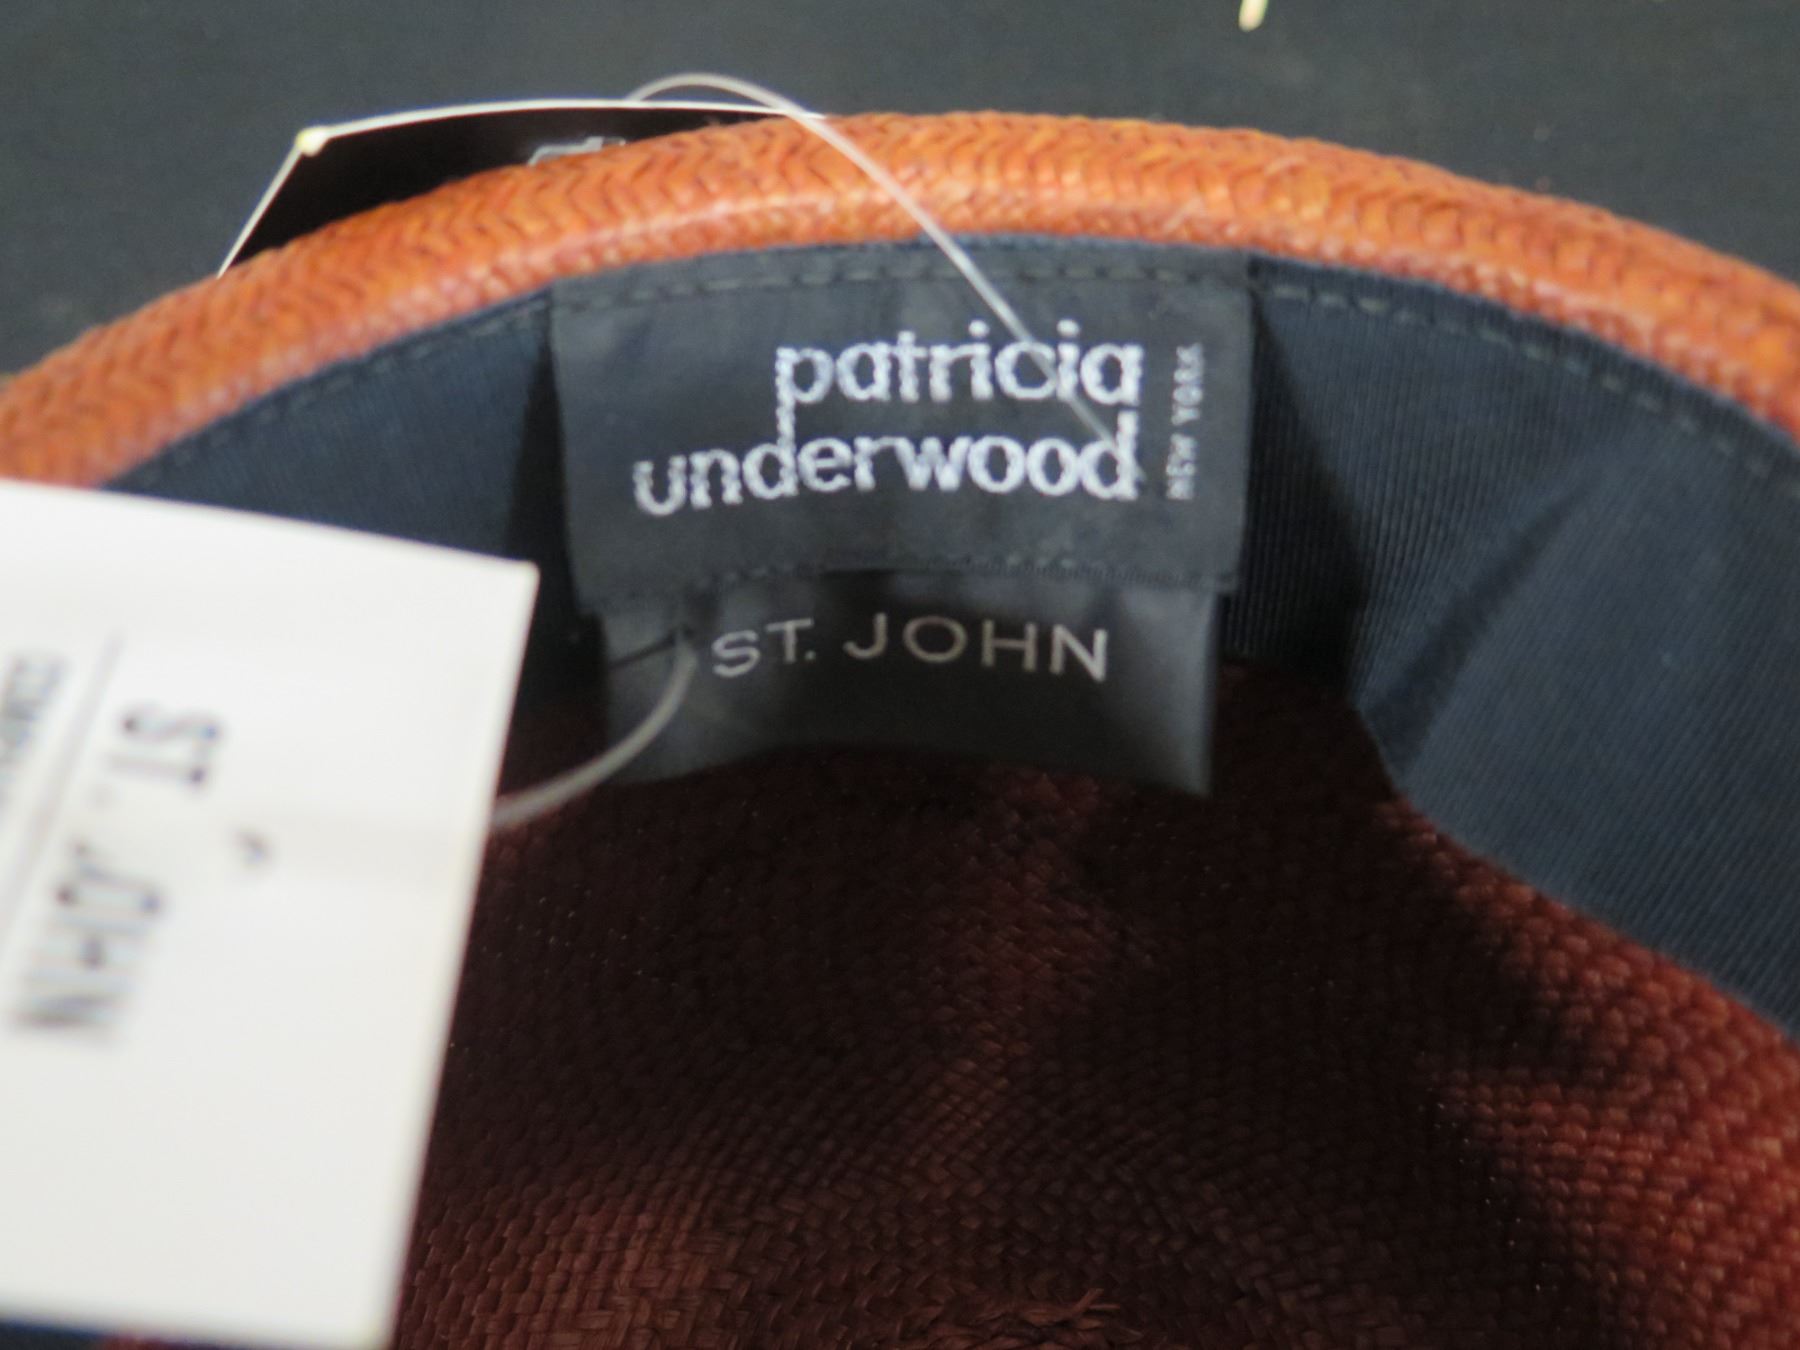 patricia
underwood
NEW YORK
ST. JOHN
ST. JOHN